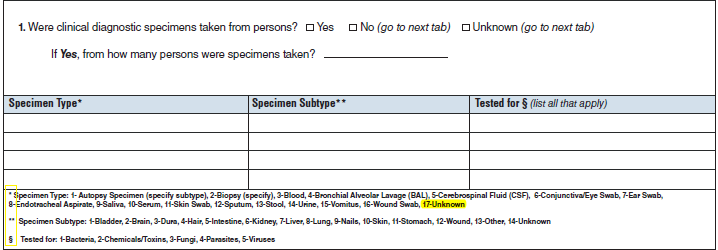 1. Were clinical diagnostic specimens taken from persons? □ Yes □ No (go to next tab) □ Unknown (go to next tab)
If Yes, from how many persons were specimens taken? ____________________
Specimen Type* Specimen Subtype** Tested for § (list all that apply)
* Specimen Type: 1- Autopsy Specimen (specify subtype), 2-Biopsy (specify), 3-Blood, 4-Bronchial Alveolar Lavage (BAL), 5-Cerebrospinal Fluid (CSF), 6-Conjunctiva/Eye Swab, 7-Ear Swab,
8-Endotracheal Aspirate, 9-Saliva, 10-Serum, 11-Skin Swab, 12-Sputum, 13-Stool, 14-Urine, 15-Vomitus, 16-Wound Swab, 17-Unknown
** Specimen Subtype: 1-Bladder, 2-Brain, 3-Dura, 4-Hair, 5-Intestine, 6-Kidney, 7-Liver, 8-Lung, 9-Nails, 10-Skin, 11-Stomach, 12-Wound, 13-Other, 14-Unknown
§ Tested for: 1-Bacteria, 2-Chemicals/Toxins, 3-Fungi, 4-Parasites, 5-Viruses